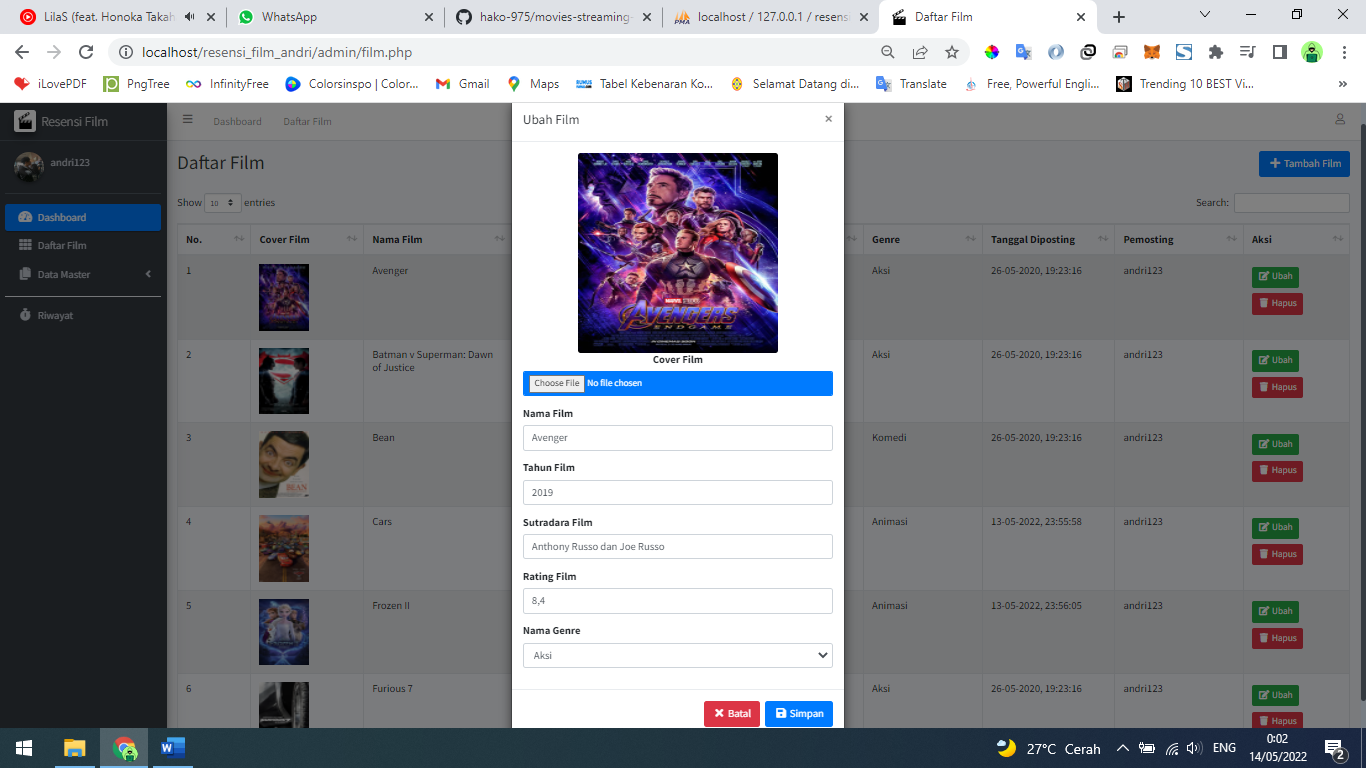 LilaS (feat. Honoka Takah
WhatsApp
hako-975/movies-streaming-
localhost / 127.0.0.1 / resensi
Daftar Film
localhost/resensi_film_andri/admin/film.php
iLovePDF
PngTree
InfinityFree
Colorsinspo | Color...
Gmail
Maps
Tabel Kebenaran Ko...
Selamat Datang di...
Translate
Free, Powerful Engli...
Trending 10 BEST Vi...
Resensi Film
Dashboard
Daftar Film
andri123
Dashboard
Daftar Film
Data Master
Riwayat
Daftar Film
Tambah Film
Show 10 entries
Search:
No. Cover Film Nama Film Genre Tanggal Diposting Pemosting Aksi
1 Avenger Aksi 26-05-2020, 19:23:16 andri123 Ubah
Hapus
2 Batman v Superman: Dawn
of Justice Aksi 26-05-2020, 19:23:16 andri123 Ubah
Hapus
3 Bean Komedi 26-05-2020, 19:23:16 andri123 Ubah
Hapus
BEAN
4 Cars Animasi 13-05-2022, 23:55:58 andri123 Ubah
Hapus
5 Frozen II Animasi 13-05-2022, 23:56:05 andri123 Ubah
Hapus
6 Furious 7 Aksi 26-05-2020, 19:23:16 andri123 Ubah
Hapus
Ubah Film
×
MARVEL STUDIOS
AVENGERS
ENDGAME
Cover Film
Choose File No file chosen
Nama Film
Avenger
Tahun Film
2019
Sutradara Film
Anthony Russo dan Joe Russo
Rating Film
8,4
Nama Genre
Aksi
Batal
Simpan
27°C Cerah
ENG
0:02
14/05/2022
2